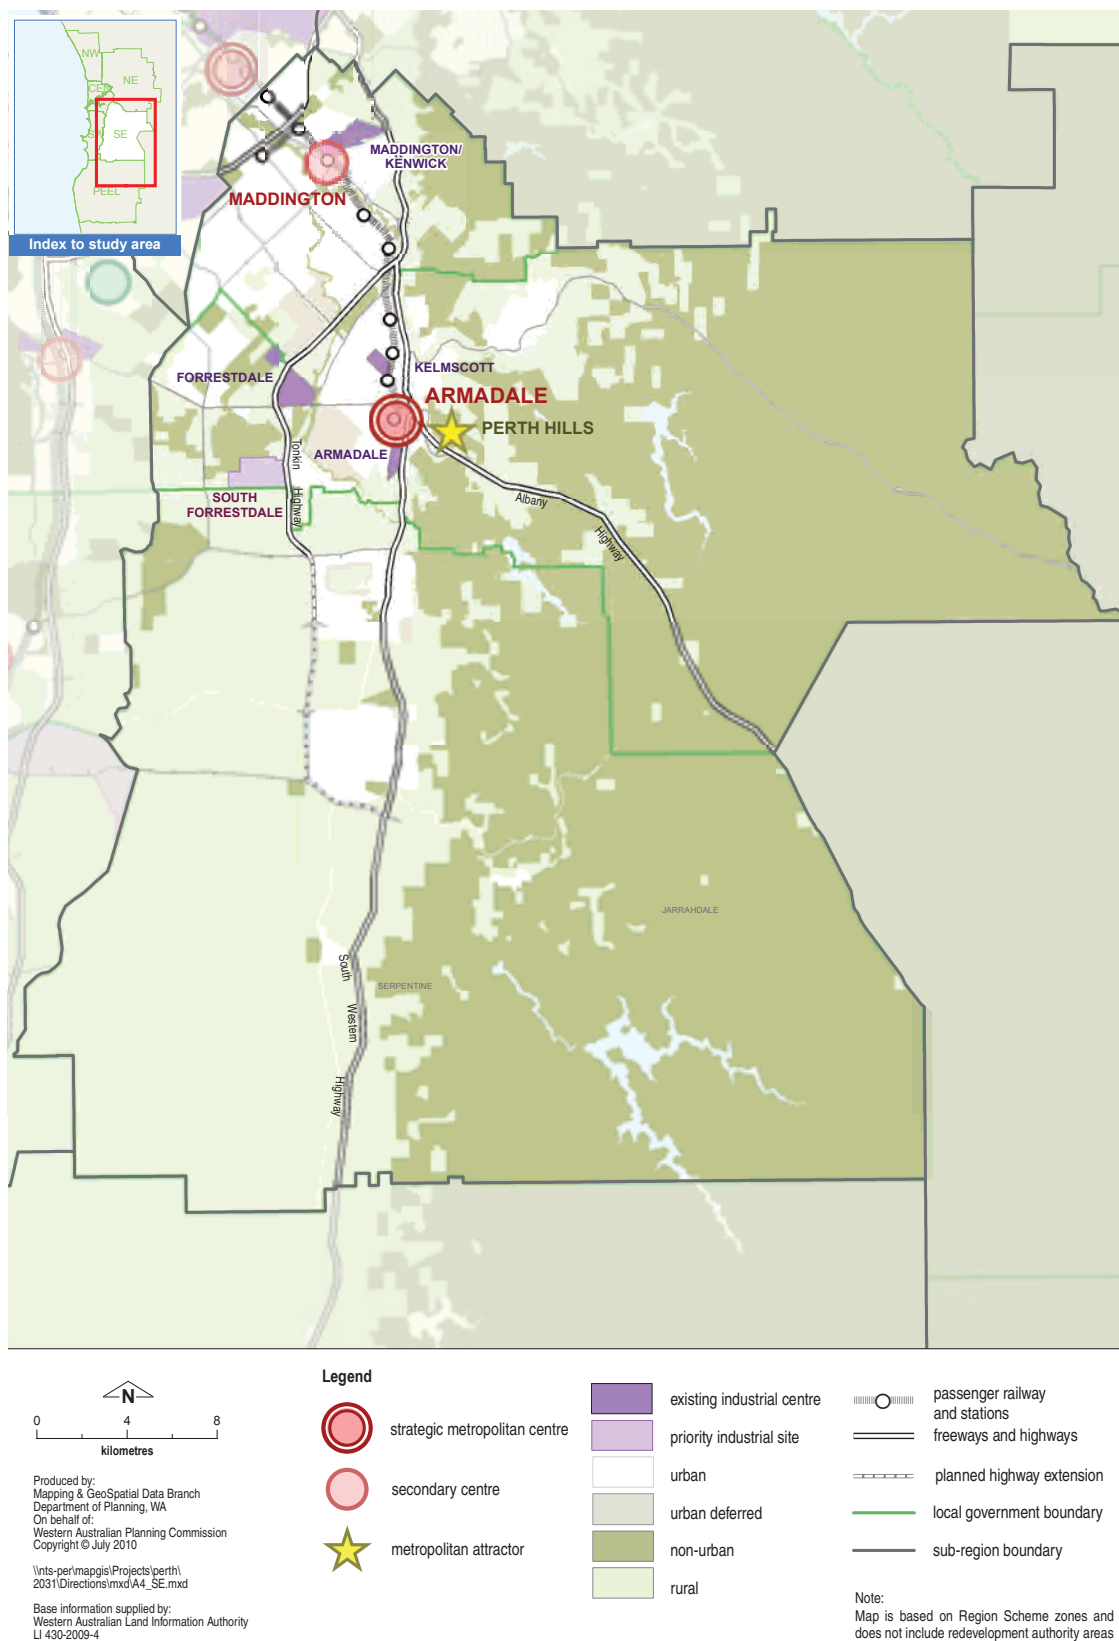 NW
NE
CEN
SW
SE
PEEL
Index to study area
MADDINGTON/
KENWICK
MADDINGTON
FORRESTDALE
KELMSCOTT
ARMADALE
PERTH HILLS
ARMADALE
SOUTH
FORRESTDALE
Tonkin
Highway
Albany
Highway
JARRAHDALE
SERPENTINE
South
Western
Highway
N
0 4 8
kilometres
Produced by:
Mapping & GeoSpatial Data Branch
Department of Planning, WA
On behalf of:
Western Australian Planning Commission
Copyright © July 2010
\\nts-per\mapgis\Projects\perth\
2031\Directions\mxd\A4_SE.mxd
Base information supplied by:
Western Australian Land Information Authority
LI 430-2009-4
Legend
strategic metropolitan centre
secondary centre
metropolitan attractor
existing industrial centre
priority industrial site
urban
urban deferred
non-urban
rural
passenger railway
and stations
freeways and highways
planned highway extension
local government boundary
sub-region boundary
Note:
Map is based on Region Scheme zones and
does not include redevelopment authority areas